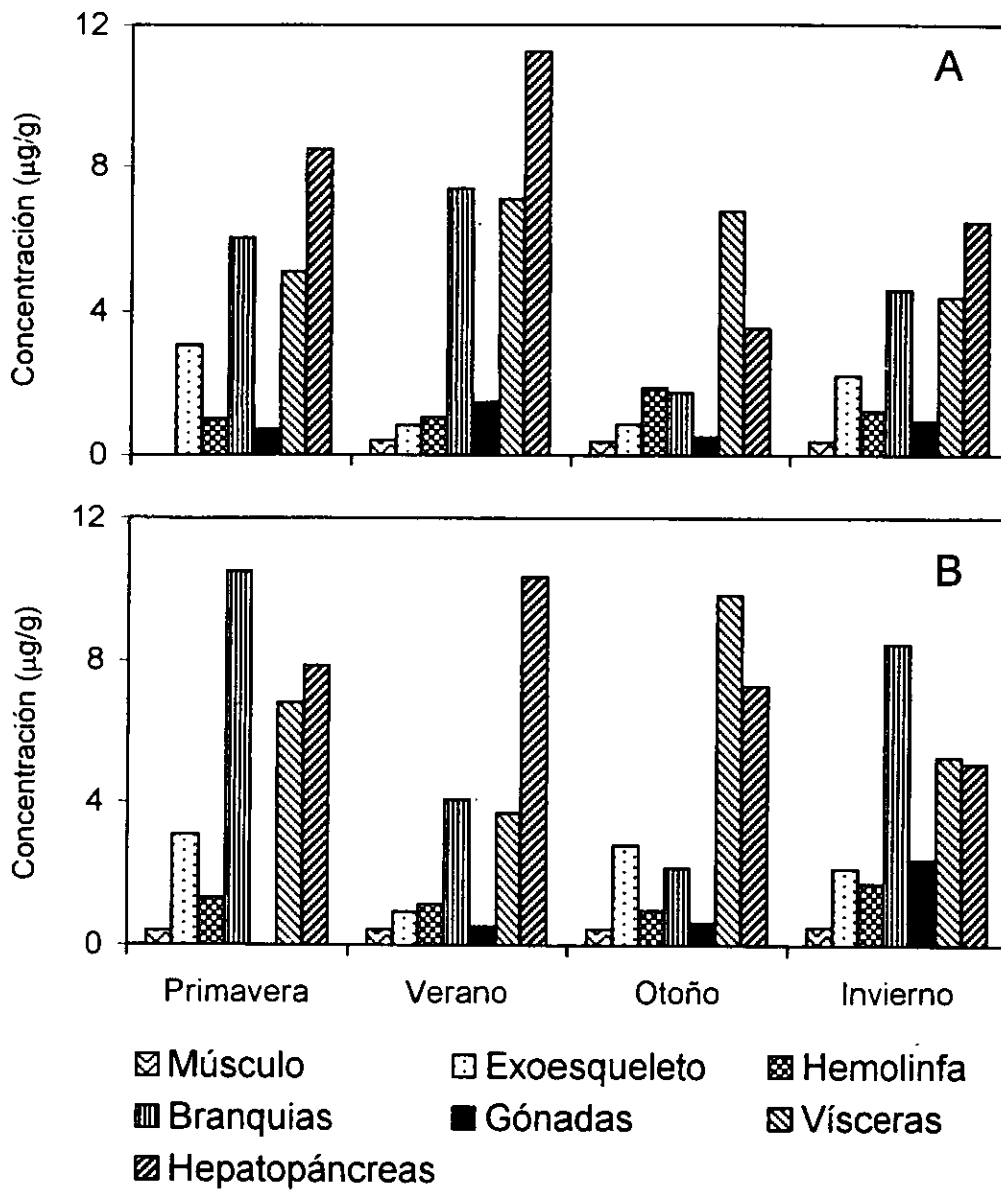 12
8
4
0
Concentración (μg/g)
A
12
8
4
0
Concentración (μg/g)
B
Primavera Verano Otoño Invierno
Músculo Exoesqueleto Hemolinfa
Branquias Gónadas Vísceras
Hepatopáncreas